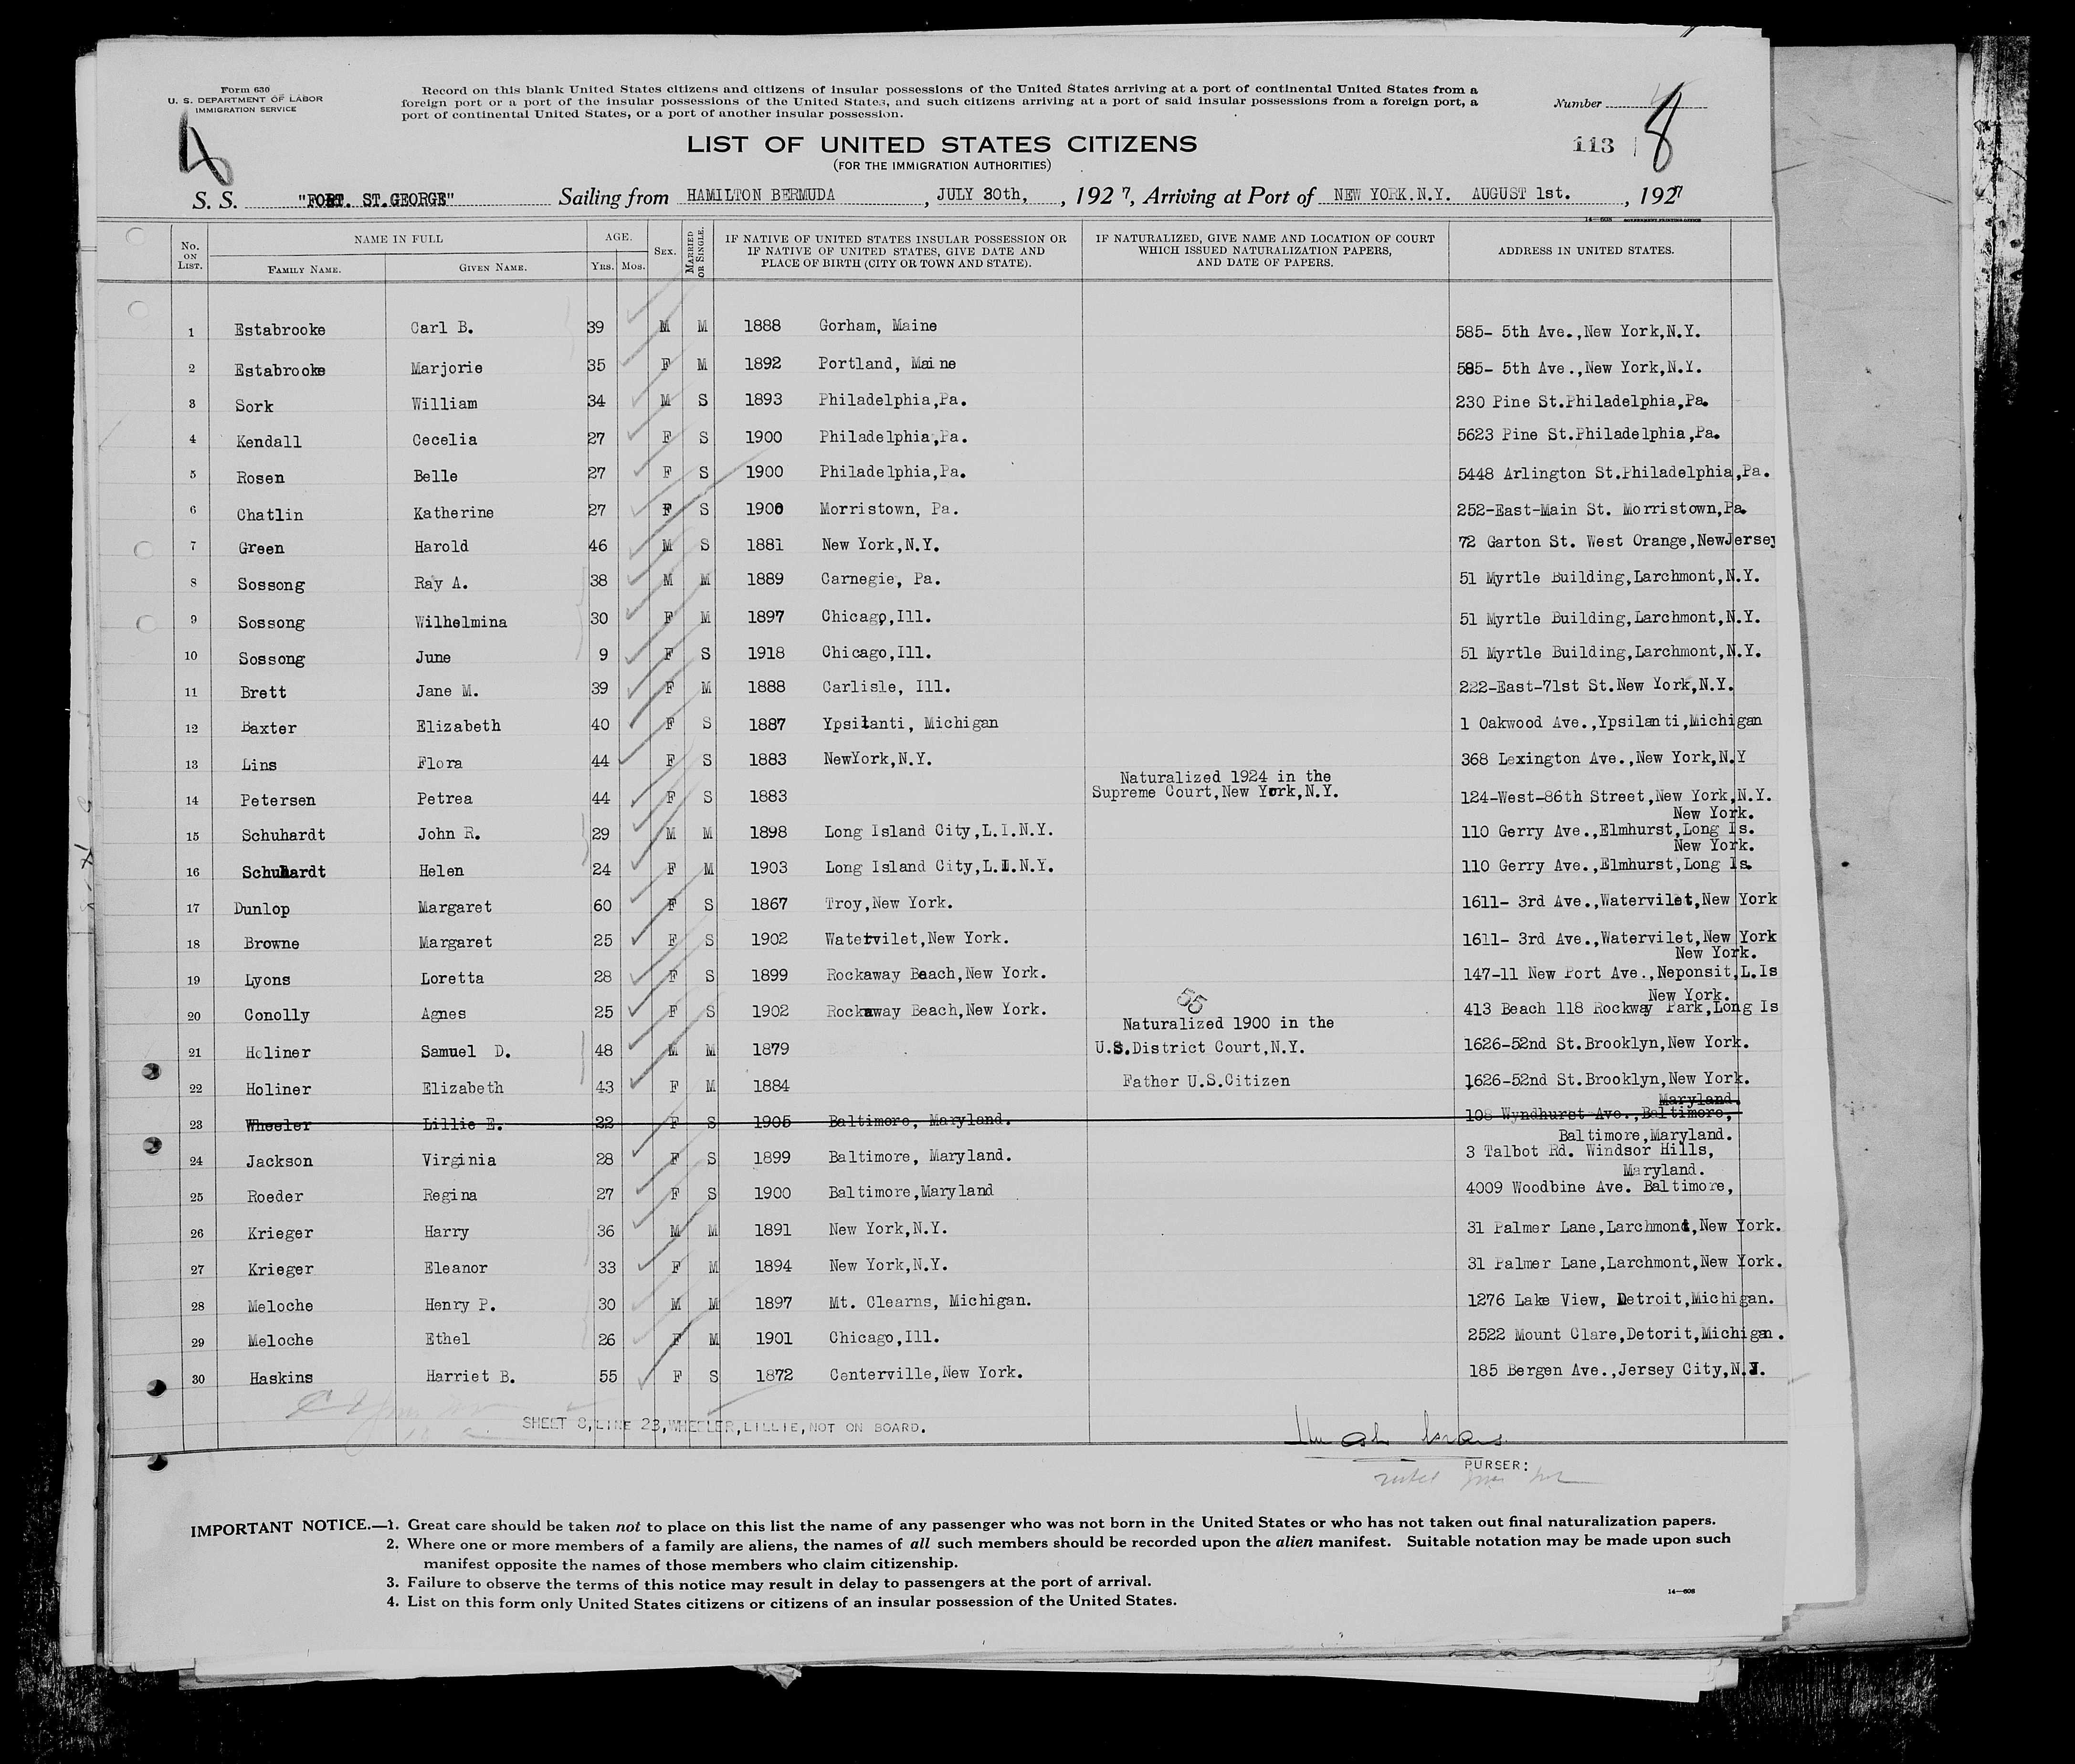 Form 630
U. S. DEPARTMENT OF LABOR
IMMIGRATION SERVICE
Record on this blank United States citizens and citizens of insular possessions of the United States arriving at a port of continental United States from a
foreign port or a port of the insular possessions of the United States, and such citizens arriving at a port of said insular possessions from a foreign port, a
port of continental United States, or a port of another insular possession.
Number
113 8
LIST OF UNITED STATES CITIZENS
(FOR THE IMMIGRATION AUTHORITIES)
S. S. "FORT. ST.GEORGE" Sailing from HAMILTON BERMUDA, JULY 30th, , 1927, Arriving at Port of NEW YORK.N.Y. AUGUST 1st. , 1927
14—608 GOVERNMENT PRINTING OFFICE
No. ON LIST. NAME IN FULL FAMILY NAME. GIVEN NAME. AGE. YRS. MOS. SEX. MARRIED OR SINGLE. IF NATIVE OF UNITED STATES INSULAR POSSESSION OR IF NATIVE OF UNITED STATES, GIVE DATE AND PLACE OF BIRTH (CITY OR TOWN AND STATE). IF NATURALIZED, GIVE NAME AND LOCATION OF COURT WHICH ISSUED NATURALIZATION PAPERS, AND DATE OF PAPERS. ADDRESS IN UNITED STATES.
1 Estabrooke Carl B. 39 M M 1888 Gorham, Maine 585- 5th Ave.,New York,N.Y.
2 Estabrooke Marjorie 35 F M 1892 Portland, Maine 585- 5th Ave.,New York,N.Y.
3 Sork William 34 M S 1893 Philadelphia,Pa. 230 Pine St.Philadelphia,Pa.
4 Kendall Cecelia 27 F S 1900 Philadelphia,Pa. 5623 Pine St.Philadelphia,Pa.
5 Rosen Belle 27 F S 1900 Philadelphia,Pa. 5448 Arlington St.Philadelphia,Pa.
6 Chatlin Katherine 27 F S 1900 Morristown, Pa. 252-East-Main St. Morristown,Pa.
7 Green Harold 46 M S 1881 New York,N.Y. 72 Garton St. West Orange,NewJersey
8 Sossong Ray A. 38 M M 1889 Carnegie, Pa. 51 Myrtle Building,Larchmont,N.Y.
9 Sossong Wilhelmina 30 F M 1897 Chicago,Ill. 51 Myrtle Building,Larchmont,N.Y.
10 Sossong June 9 F S 1918 Chicago,Ill. 51 Myrtle Building,Larchmont,N.Y.
11 Brett Jane M. 39 F M 1888 Carlisle, Ill. 222-East-71st St.New York,N.Y.
12 Baxter Elizabeth 40 F S 1887 Ypsilanti, Michigan 1 Oakwood Ave.,Ypsilanti,Michigan
13 Lins Flora 44 F S 1883 NewYork,N.Y. 368 Lexington Ave.,New York,N.Y
Naturalized 1924 in the
14 Petersen Petrea 44 F S 1883 Supreme Court,New York,N.Y. 124-West-86th Street,New York,N.Y.
New York.
15 Schuhardt John R. 29 M M 1898 Long Island City,L.I.N.Y. 110 Gerry Ave.,Elmhurst,Long Is.
New York.
16 Schuhardt Helen 24 F M 1903 Long Island City,L.I.N.Y. 110 Gerry Ave.,Elmhurst,Long Is.
17 Dunlop Margaret 60 F S 1867 Troy,New York. 1611- 3rd Ave.,Watervilet,New York
18 Browne Margaret 25 F S 1902 Watervilet,New York. 1611- 3rd Ave.,Watervilet,New York
New York.
19 Lyons Loretta 28 F S 1899 Rockaway Beach,New York. 147-11 New Port Ave.,Neponsit,L.Is
New York.
20 Conolly Agnes 25 F S 1902 Rockaway Beach,New York. 55 413 Beach 118 Rockway Park,Long Is
Naturalized 1900 in the
21 Holiner Samuel D. 48 M M 1879 U.S.District Court,N.Y. 1626-52nd St.Brooklyn,New York.
22 Holiner Elizabeth 43 F M 1884 Father U.S.Citizen 1626-52nd St.Brooklyn,New York.
Maryland.
23 Wheeler Lillie E. 22 F S 1905 Baltimore, Maryland. 108 Wyndhurst Ave.,Baltimore,
Baltimore,Maryland.
24 Jackson Virginia 28 F S 1899 Baltimore, Maryland. 3 Talbot Rd. Windsor Hills,
Maryland.
25 Roeder Regina 27 F S 1900 Baltimore,Maryland 4009 Woodbine Ave. Baltimore,
26 Krieger Harry 36 M M 1891 New York,N.Y. 31 Palmer Lane,Larchmont,New York.
27 Krieger Eleanor 33 F M 1894 New York,N.Y. 31 Palmer Lane,Larchmont,New York.
28 Meloche Henry P. 30 M M 1897 Mt. Clearns, Michigan. 1276 Lake View, Detroit,Michigan.
29 Meloche Ethel 26 F M 1901 Chicago,Ill. 2522 Mount Clare,Detorit,Michigan.
30 Haskins Harriet B. 55 F S 1872 Centerville,New York. 185 Bergen Ave.,Jersey City,N.J.
SHEET 8,LINE 23,WHEELER,LILLIE,NOT ON BOARD.
PURSER:
IMPORTANT NOTICE.—1. Great care should be taken not to place on this list the name of any passenger who was not born in the United States or who has not taken out final naturalization papers.
2. Where one or more members of a family are aliens, the names of all such members should be recorded upon the alien manifest. Suitable notation may be made upon such
manifest opposite the names of those members who claim citizenship.
3. Failure to observe the terms of this notice may result in delay to passengers at the port of arrival.
4. List on this form only United States citizens or citizens of an insular possession of the United States.
14—608